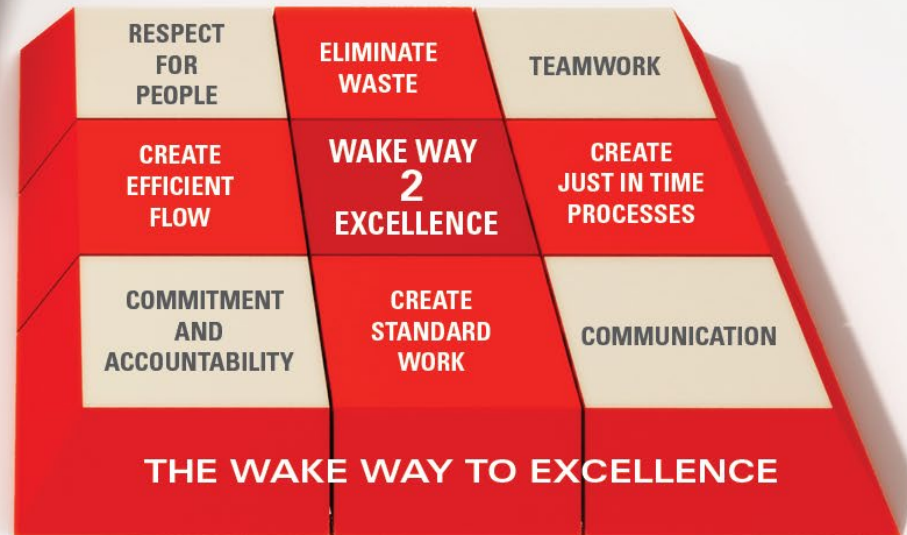 RESPECT
FOR
PEOPLE
ELIMINATE
WASTE
TEAMWORK
CREATE
EFFICIENT
FLOW
WAKE WAY
2
EXCELLENCE
CREATE
JUST IN TIME
PROCESSES
COMMITMENT
AND
ACCOUNTABILITY
CREATE
STANDARD
WORK
COMMUNICATION
THE WAKE WAY TO EXCELLENCE